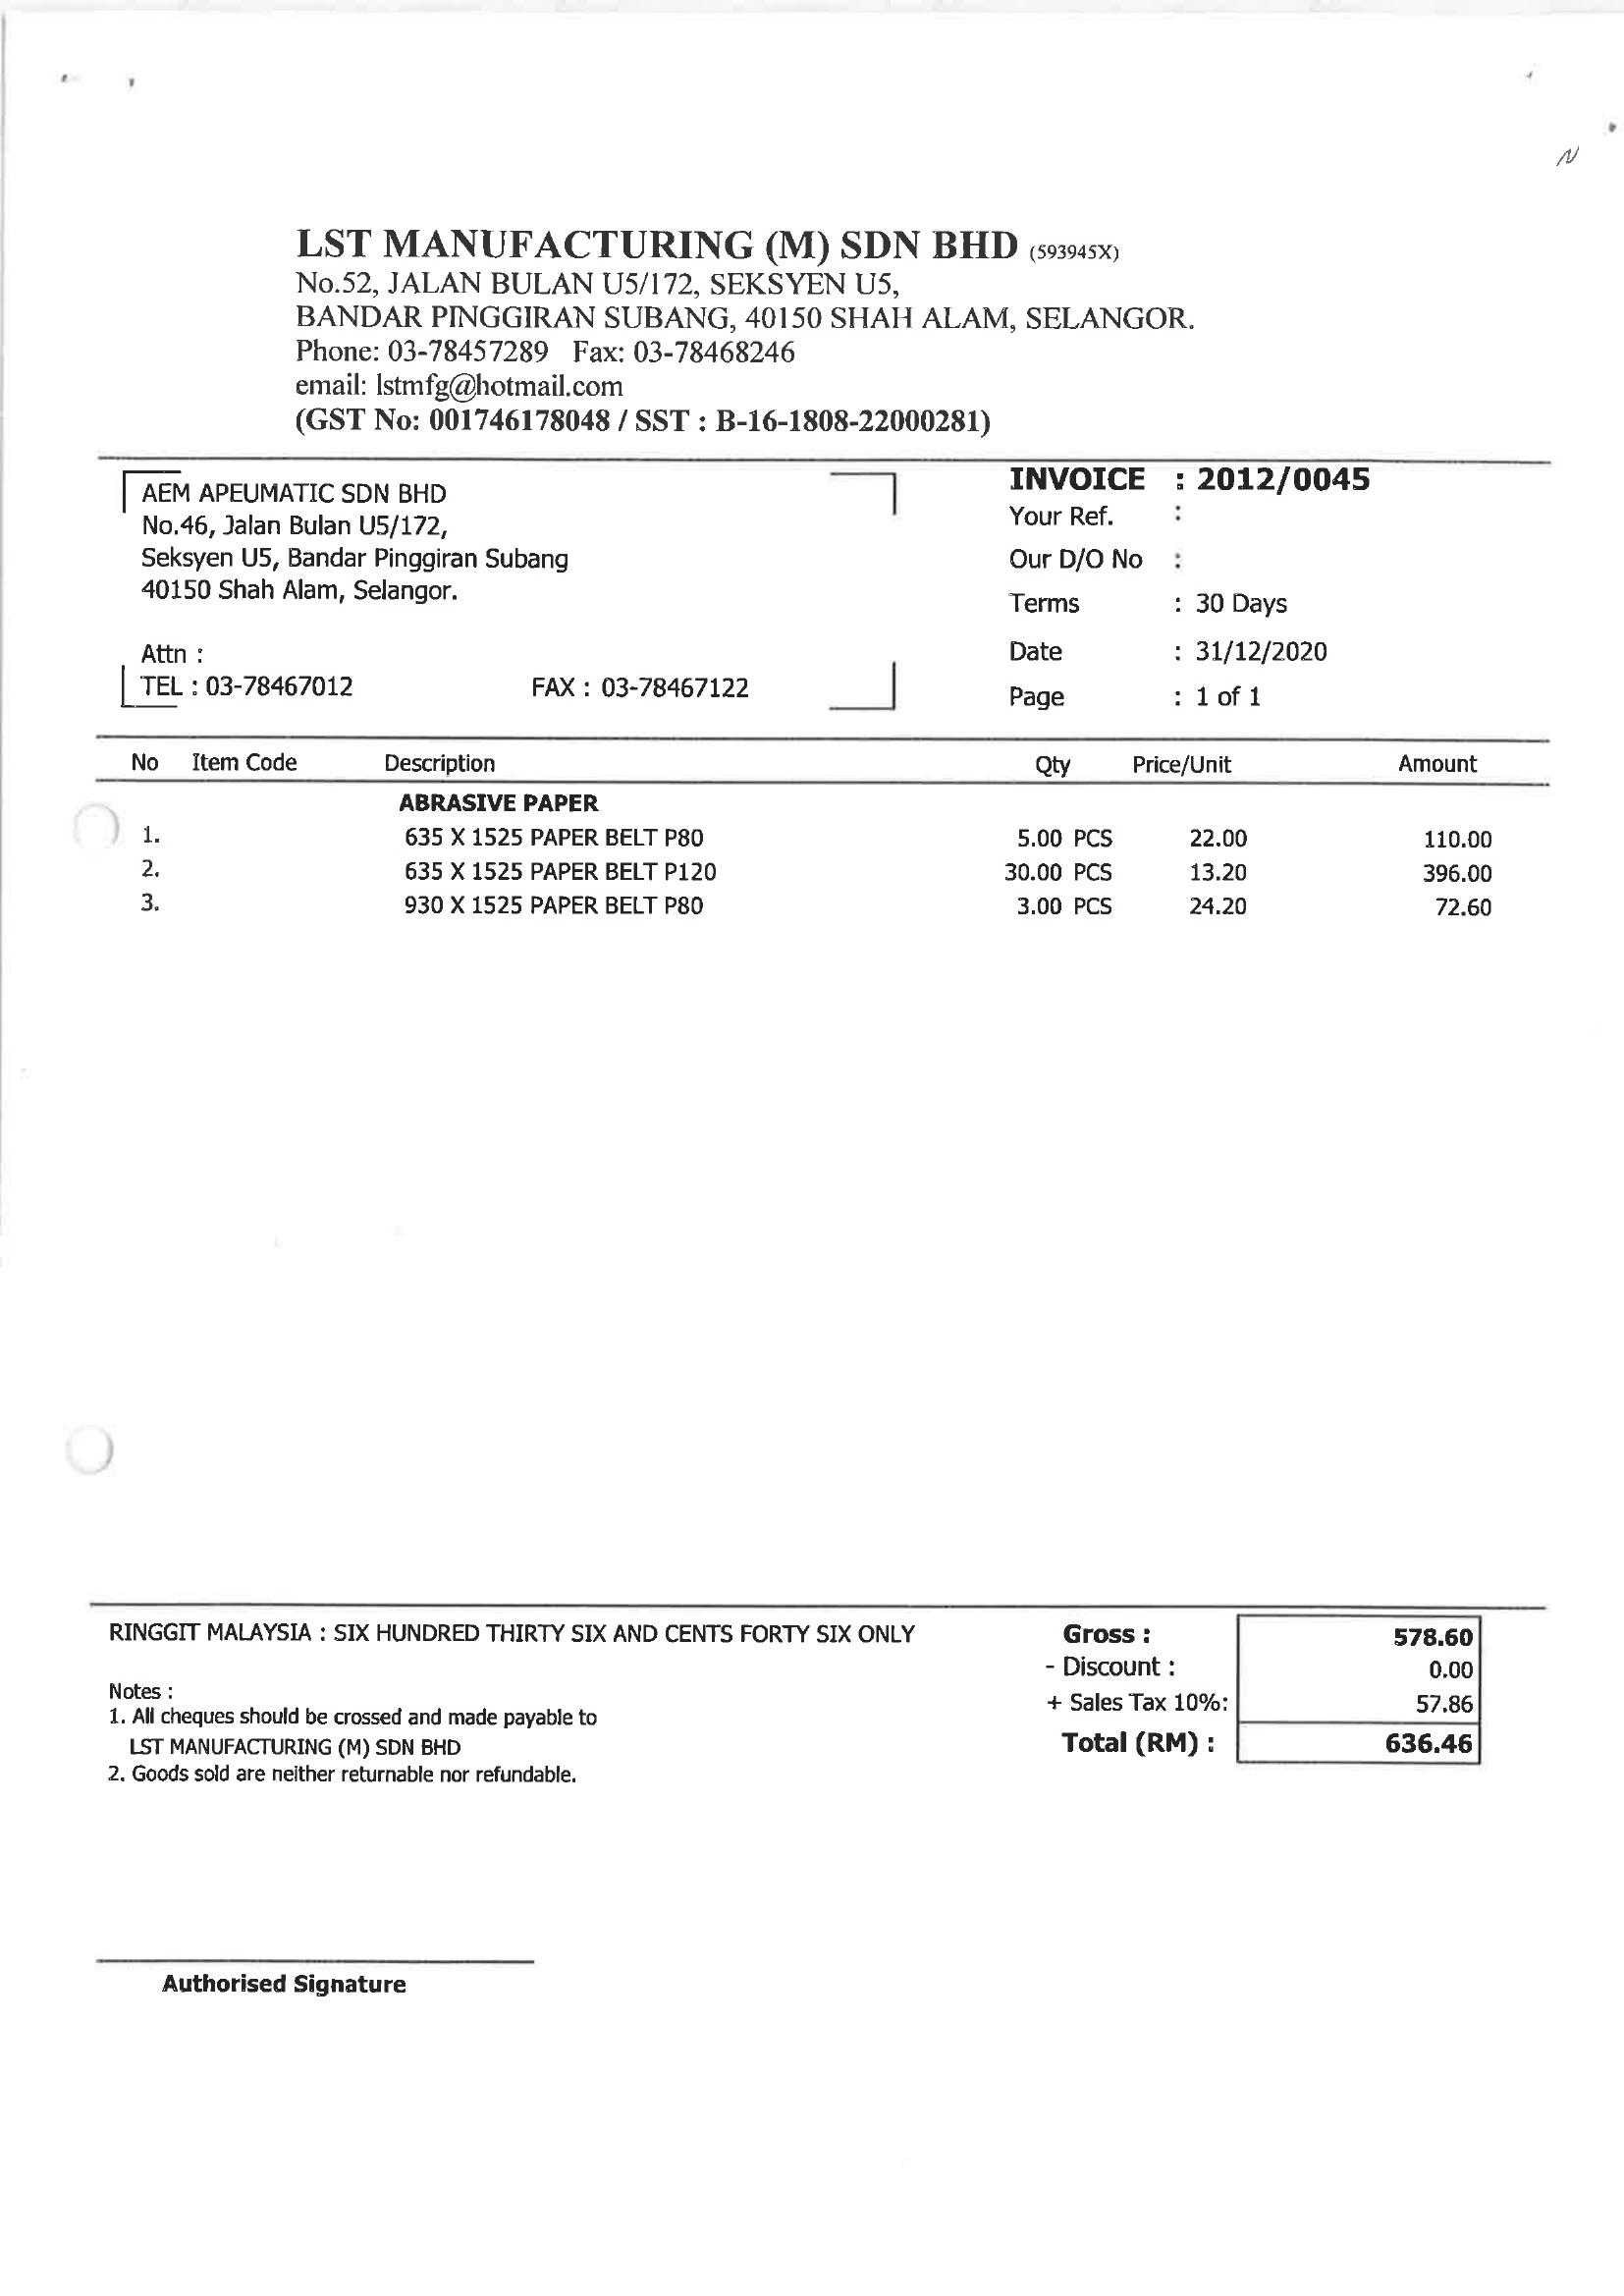 N
LST MANUFACTURING (M) SDN BHD (593945X)
No.52, JALAN BULAN U5/172, SEKSYEN U5,
BANDAR PINGGIRAN SUBANG, 40150 SHAH ALAM, SELANGOR.
Phone: 03-78457289 Fax: 03-78468246
email: lstmfg@hotmail.com
(GST No: 001746178048 / SST : B-16-1808-22000281)
AEM APEUMATIC SDN BHD
No.46, Jalan Bulan U5/172,
Seksyen U5, Bandar Pinggiran Subang
40150 Shah Alam, Selangor.
Attn :
TEL : 03-78467012 FAX : 03-78467122
INVOICE : 2012/0045
Your Ref. :
Our D/O No :
Terms : 30 Days
Date : 31/12/2020
Page : 1 of 1
No Item Code Description Qty Price/Unit Amount
ABRASIVE PAPER
1. 635 X 1525 PAPER BELT P80 5.00 PCS 22.00 110.00
2. 635 X 1525 PAPER BELT P120 30.00 PCS 13.20 396.00
3. 930 X 1525 PAPER BELT P80 3.00 PCS 24.20 72.60
RINGGIT MALAYSIA : SIX HUNDRED THIRTY SIX AND CENTS FORTY SIX ONLY
Notes :
1. All cheques should be crossed and made payable to
LST MANUFACTURING (M) SDN BHD
2. Goods sold are neither returnable nor refundable.
Gross : 578.60
- Discount : 0.00
+ Sales Tax 10%: 57.86
Total (RM) : 636.46
Authorised Signature